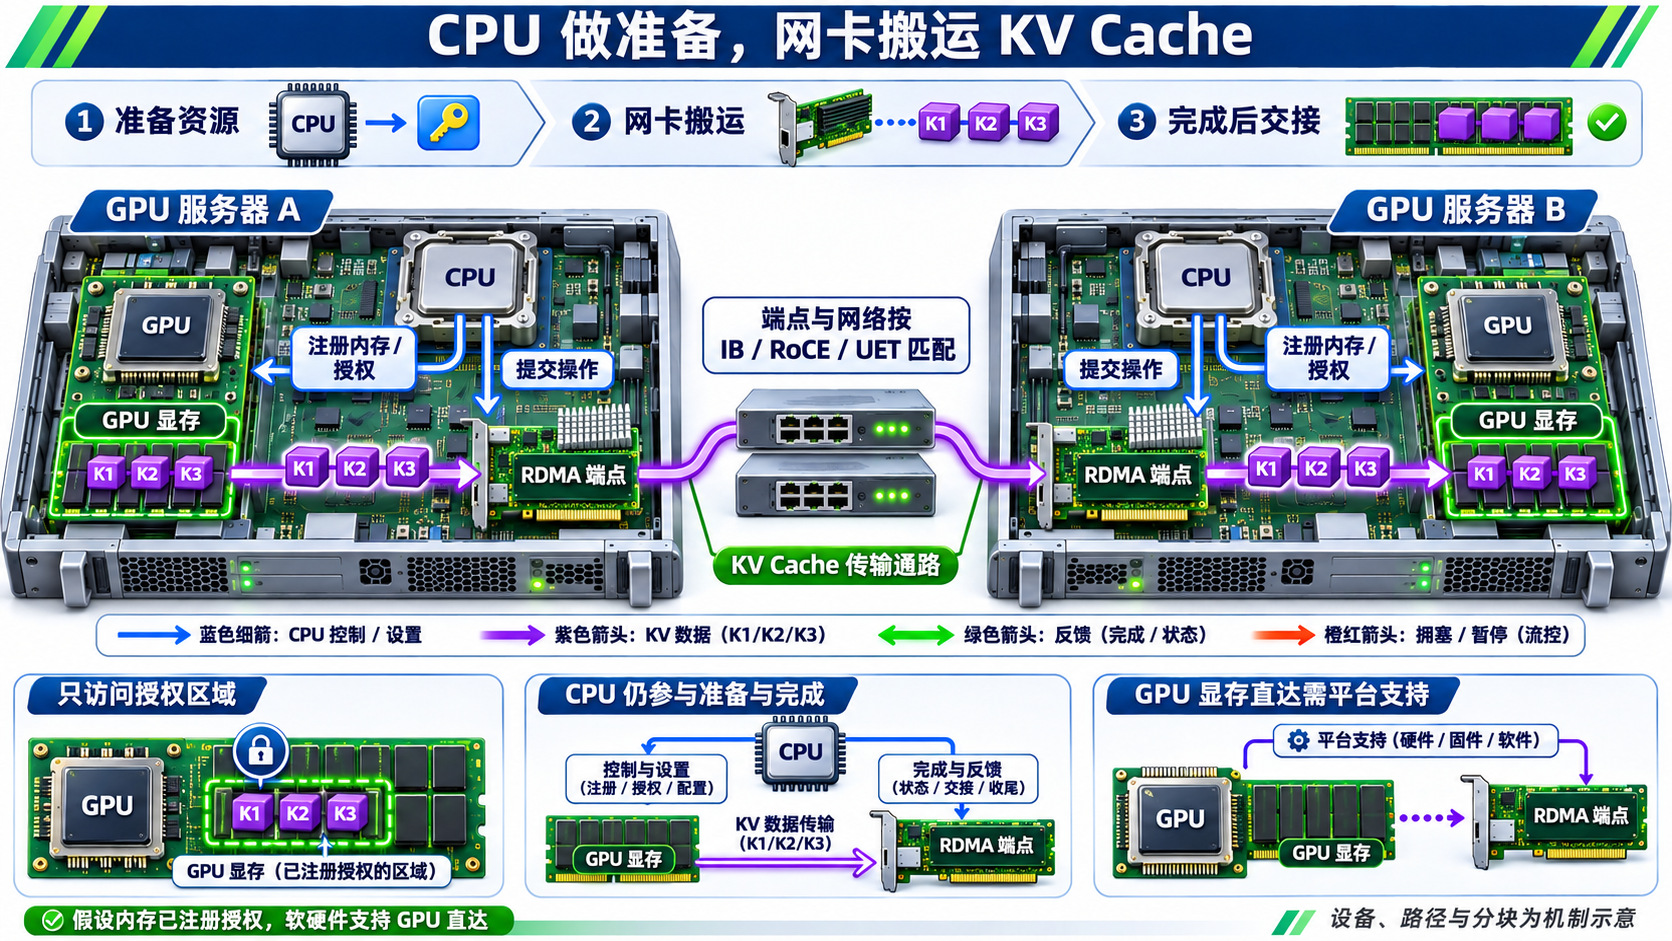 CPU 做准备，网卡搬运 KV Cache
1 准备资源
CPU
2 网卡搬运
K1 K2 K3
3 完成后交接
GPU 服务器 A
GPU 服务器 B
CPU
GPU
注册内存 /
授权
提交操作
GPU 显存
K1 K2 K3
K1 K2 K3
RDMA 端点
端点与网络按
IB / RoCE / UET 匹配
KV Cache 传输通路
CPU
GPU
提交操作
注册内存 /
授权
GPU 显存
RDMA 端点
K1 K2 K3
K1 K2 K3
蓝色细箭：CPU 控制 / 设置
紫色箭头：KV 数据（K1/K2/K3）
绿色箭头：反馈（完成 / 状态）
橙红箭头：拥塞 / 暂停（流控）
只访问授权区域
GPU
K1 K2 K3
GPU 显存（已注册授权的区域）
CPU 仍参与准备与完成
CPU
控制与设置
（注册 / 授权 / 配置）
完成与反馈
（状态 / 交接 / 收尾）
KV 数据传输
（K1/K2/K3）
GPU 显存
RDMA 端点
GPU 显存直达需平台支持
平台支持（硬件 / 固件 / 软件）
GPU
GPU 显存
RDMA 端点
假设内存已注册授权，软硬件支持 GPU 直达
设备、路径与分块为机制示意